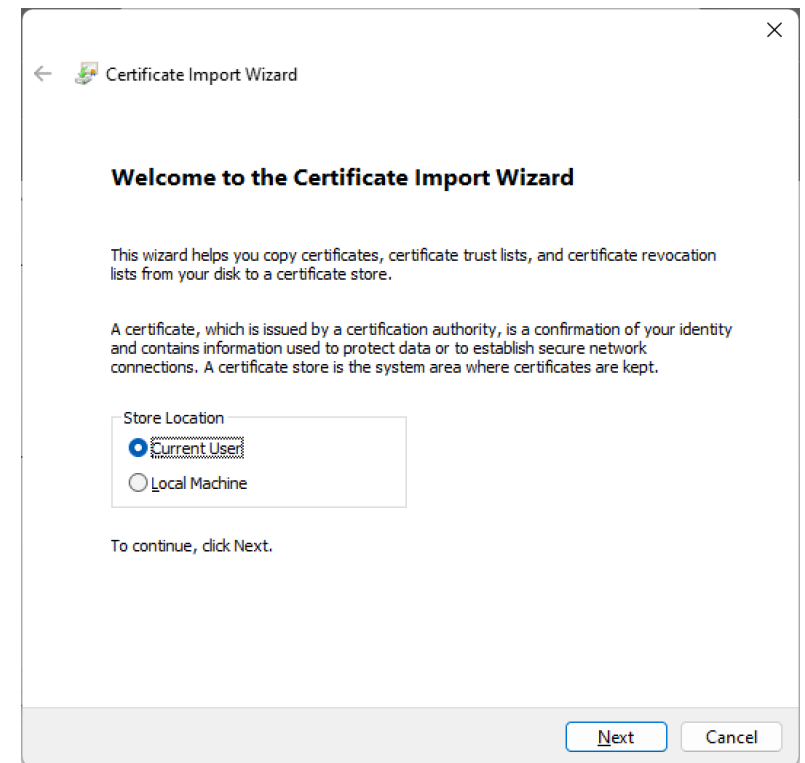 Certificate Import Wizard
Welcome to the Certificate Import Wizard
This wizard helps you copy certificates, certificate trust lists, and certificate revocation
lists from your disk to a certificate store.
A certificate, which is issued by a certification authority, is a confirmation of your identity
and contains information used to protect data or to establish secure network
connections. A certificate store is the system area where certificates are kept.
Store Location
Current User
Local Machine
To continue, click Next.
Next
Cancel